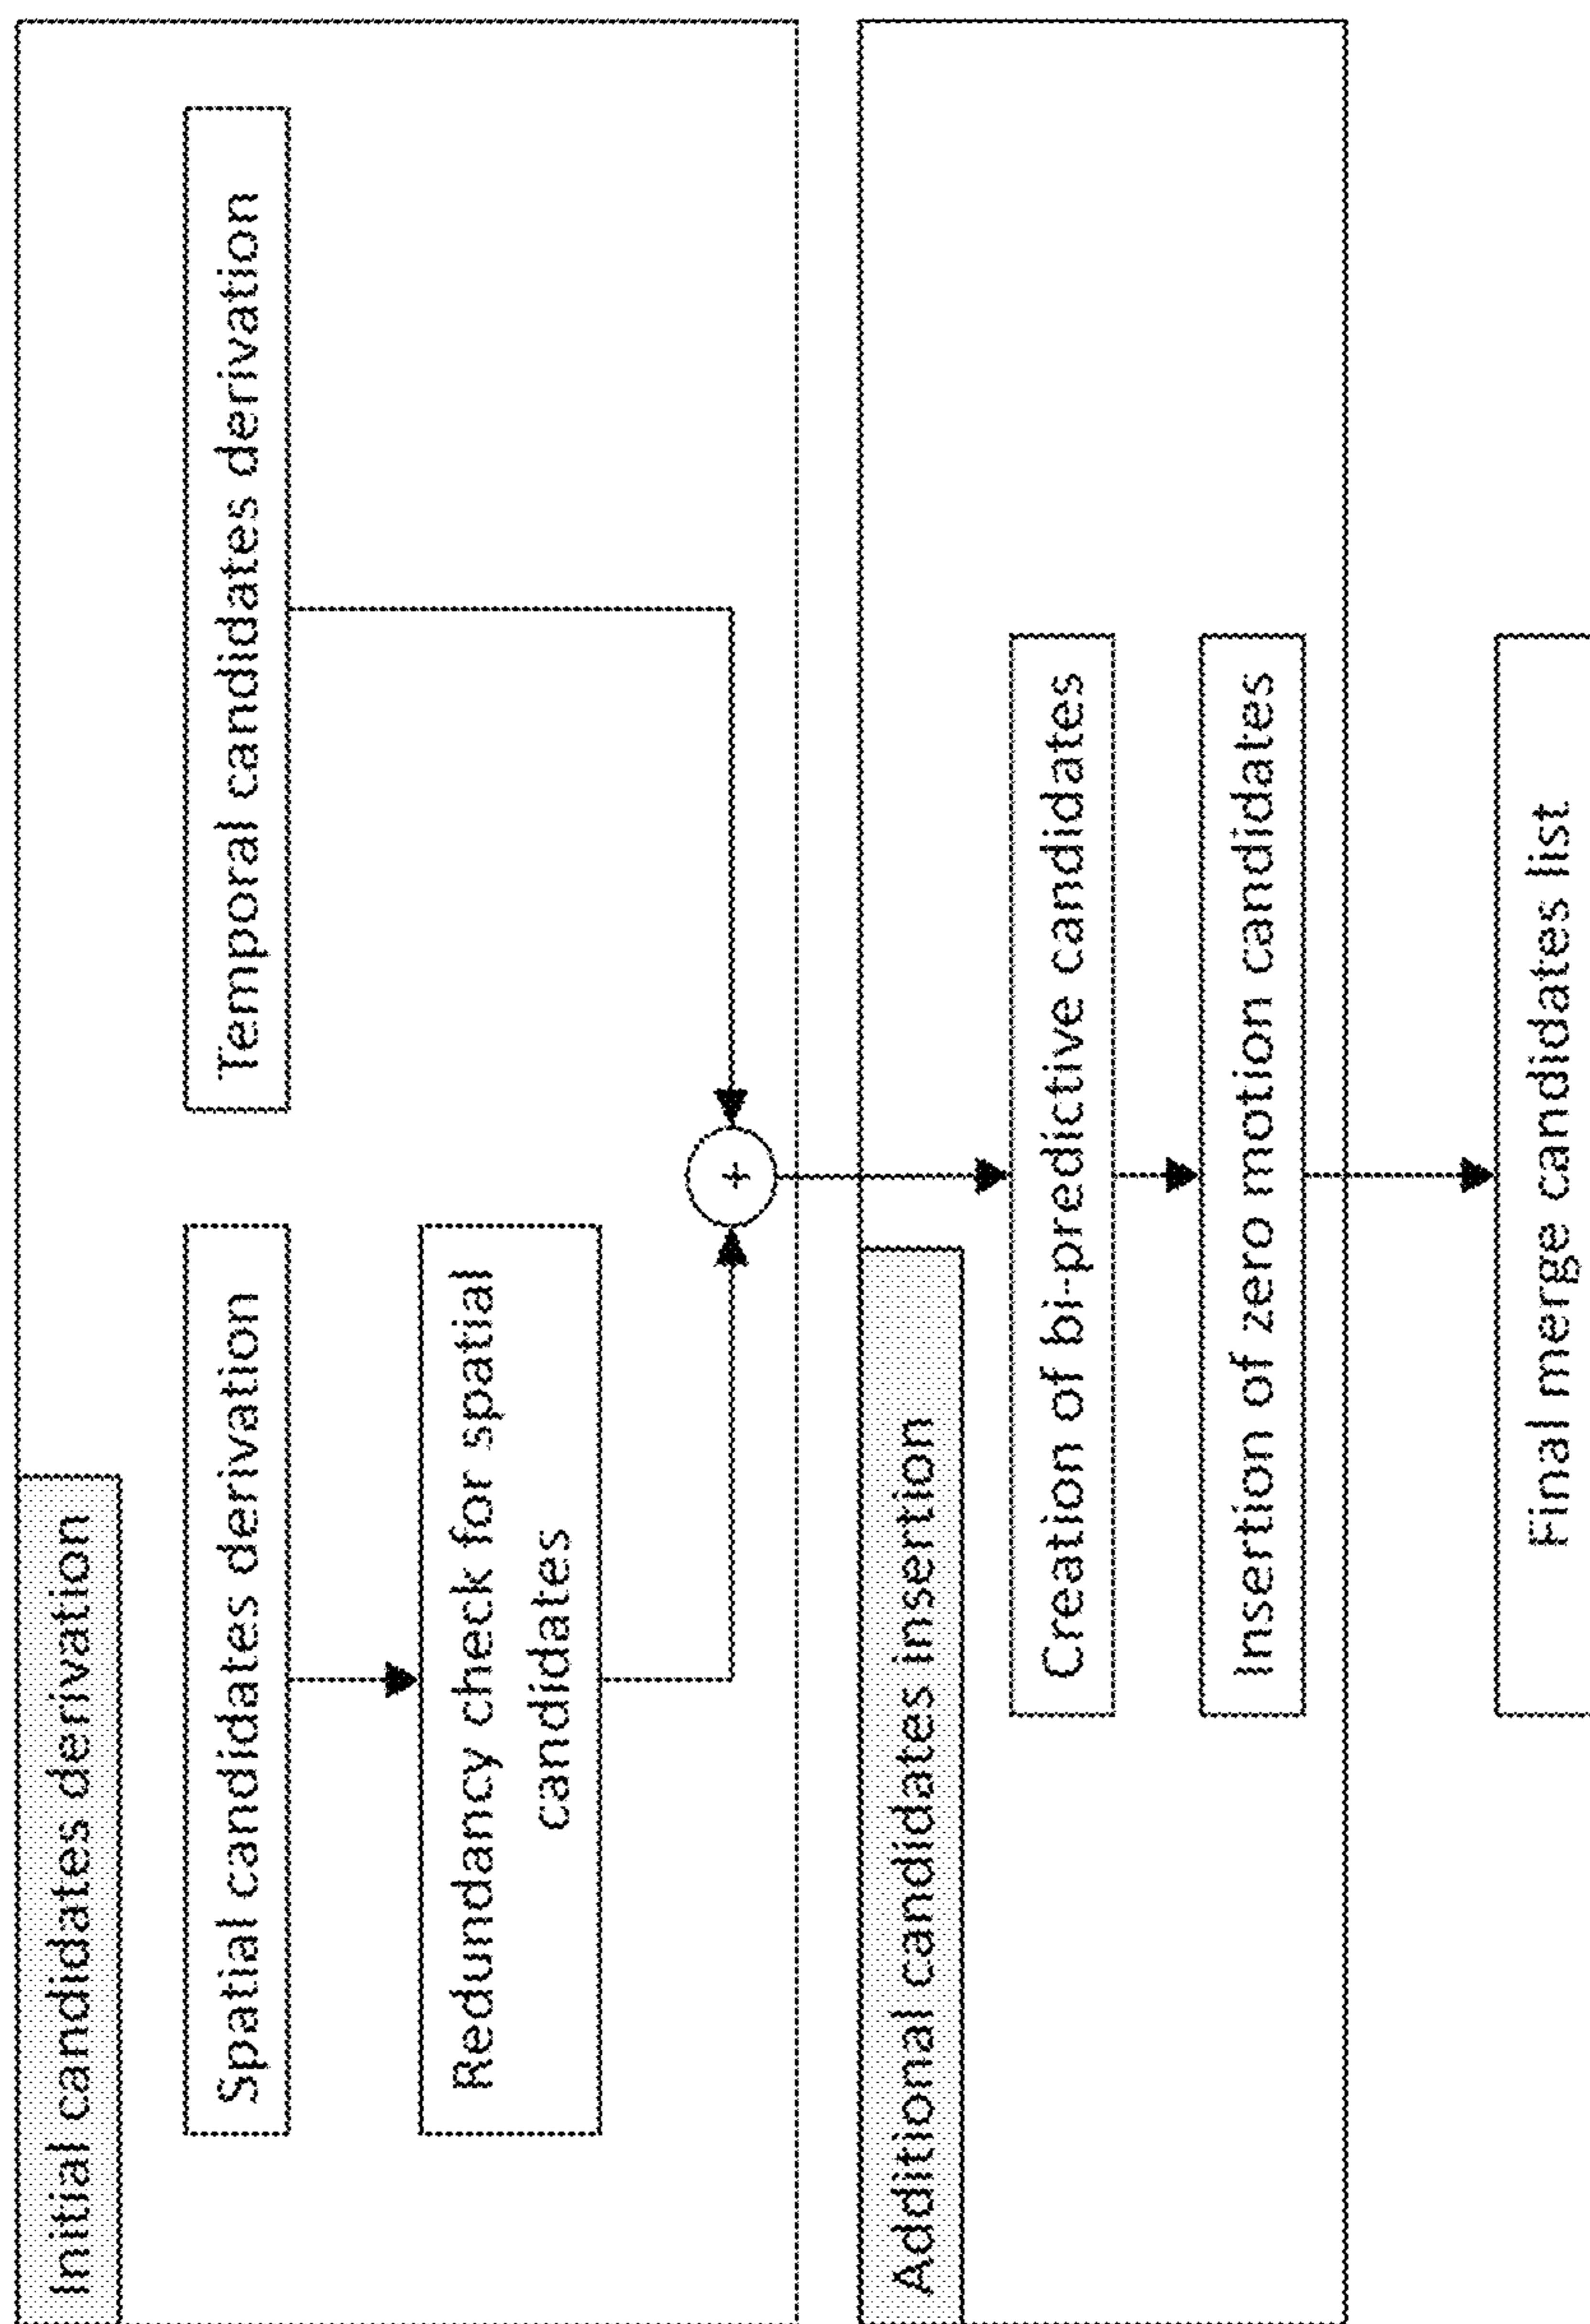 Initial candidates derivation
Spatial candidates derivation
Temporal candidates derivation
Redundancy check for spatial
candidates
+
Additional candidates insertion
Creation of bi-predictive candidates
Insertion of zero motion candidates
Final merge candidates list